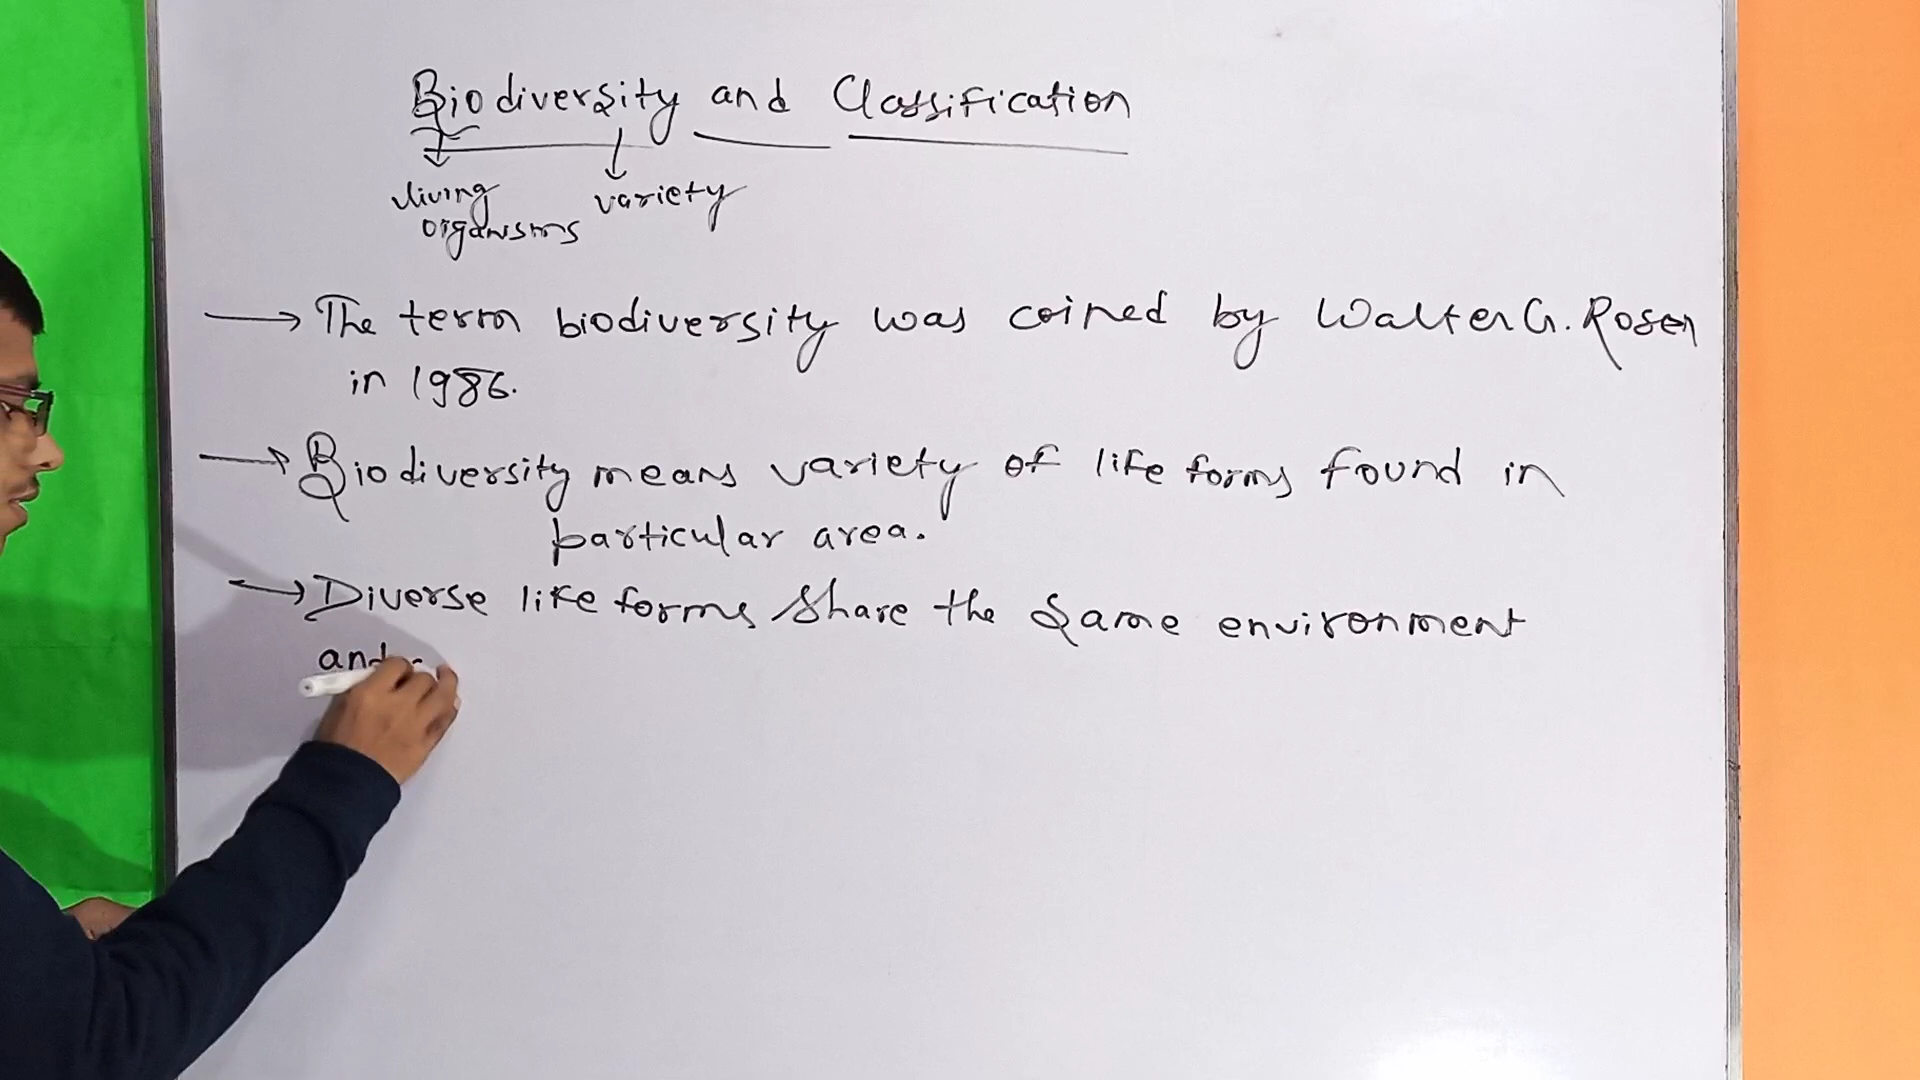 Biodiversity and Classification
living variety
organisms
→ The term biodiversity was coined by Walter G. Rosen
in 1986.
→ Biodiversity means variety of life forms found in
particular area.
→ Diverse life forms share the same environment
and